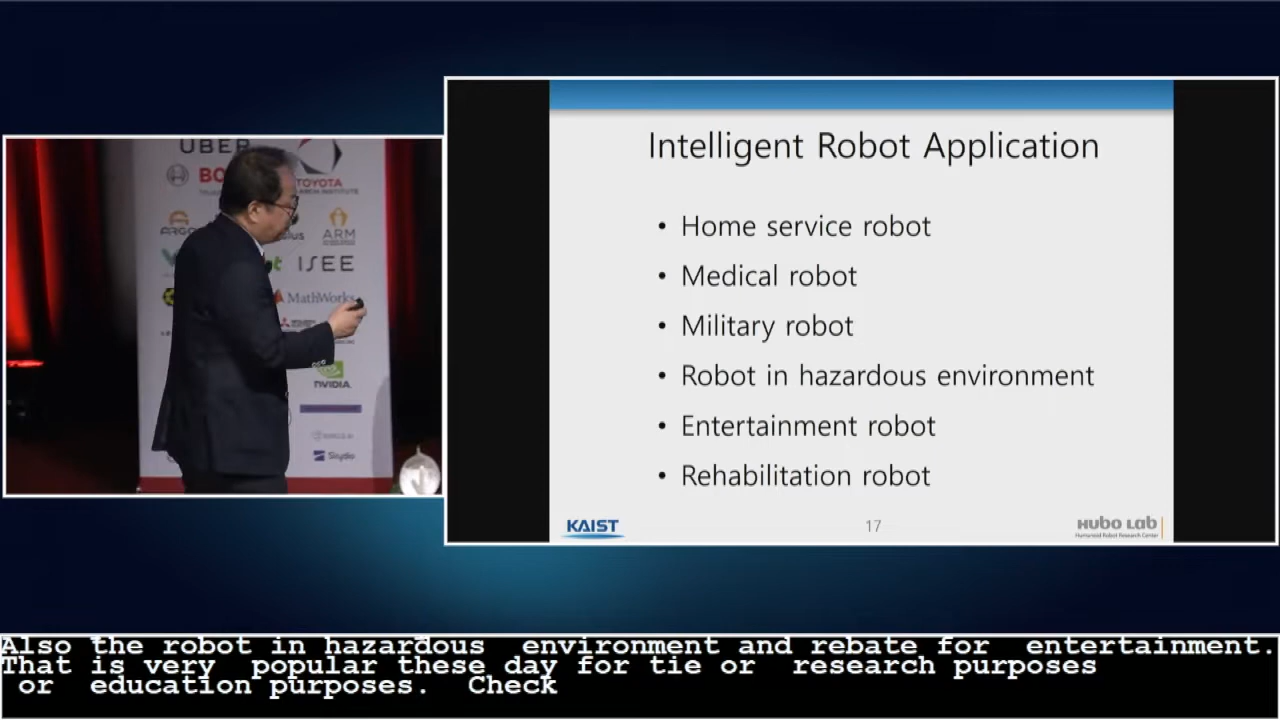 UBER
TOYOTA
ARM
ISEE
MathWorks
NVIDIA
Skydio
Intelligent Robot Application
• Home service robot
• Medical robot
• Military robot
• Robot in hazardous environment
• Entertainment robot
• Rehabilitation robot
KAIST
17
HUBO LAB
Humanoid Robot Research Center
Also the robot in hazardous environment and rebate for entertainment.
That is very popular these day for tie or research purposes
or education purposes. Check